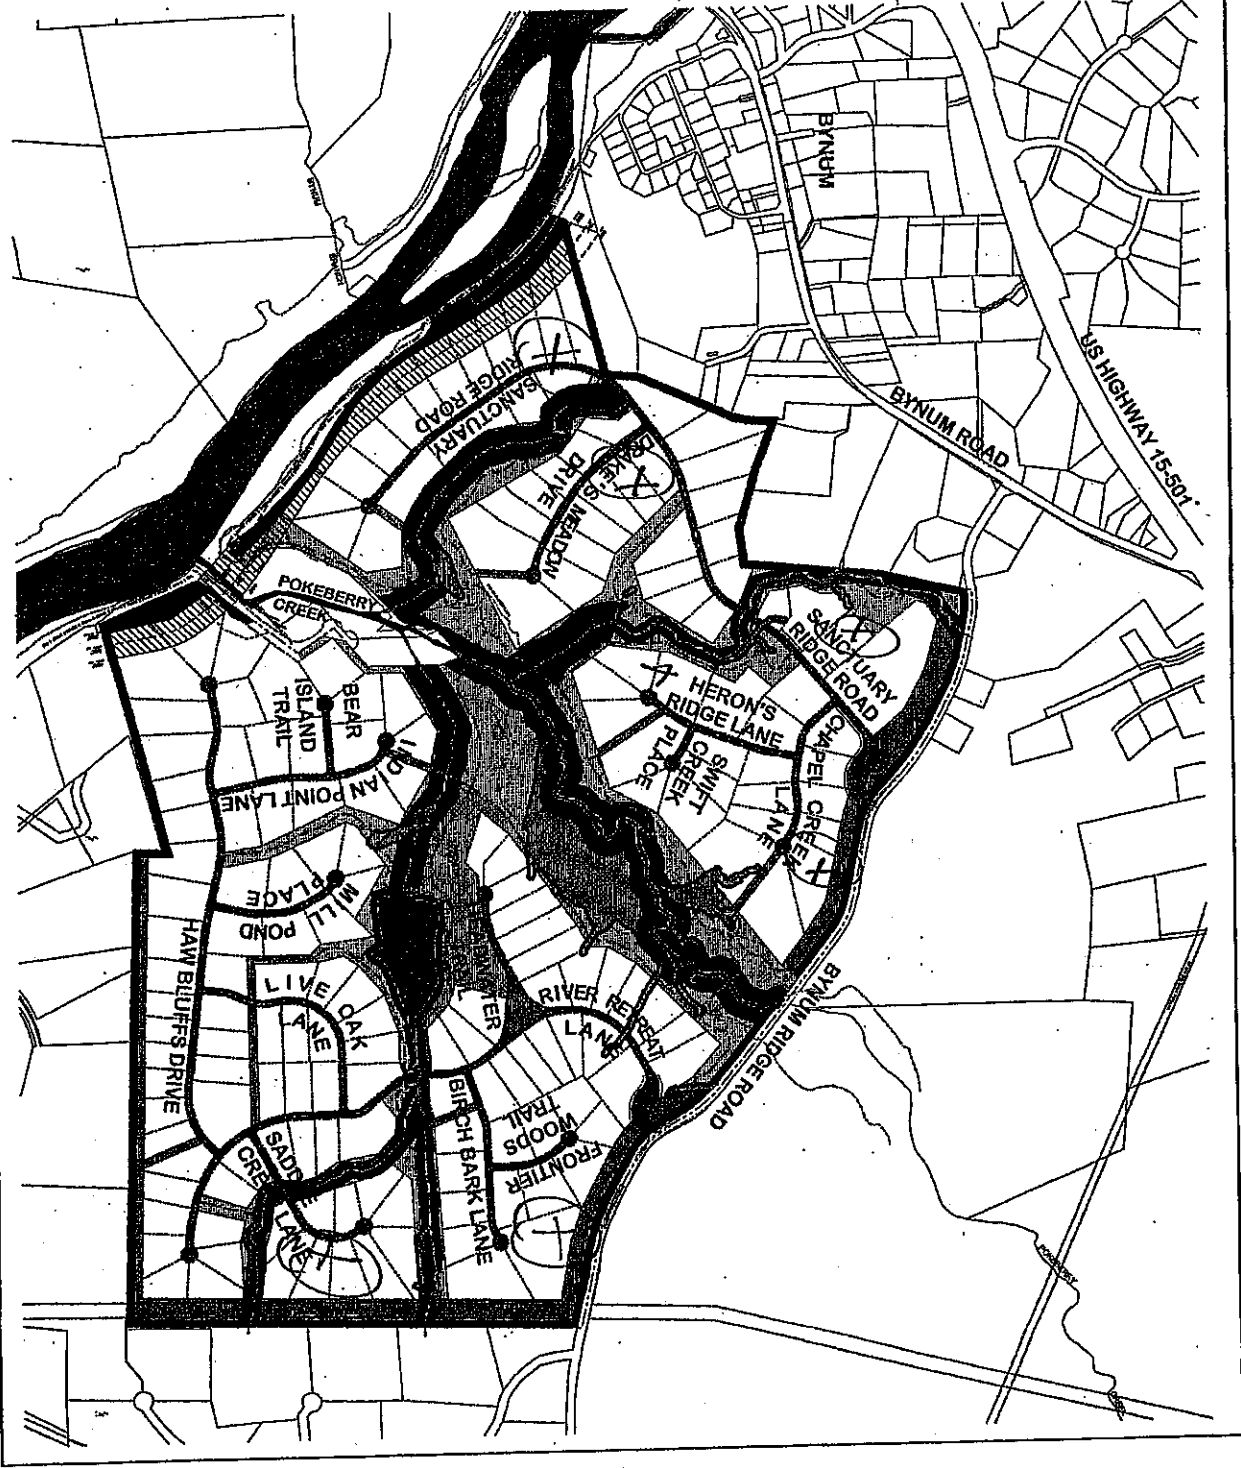 BYNUM
US HIGHWAY 15-501
BYNUM ROAD
SANCTUARY
RIDGE ROAD
DRAKE'S MEADOW
DRIVE
POKEBERRY
CREEK
SANCTUARY
RIDGE ROAD
HERON'S
RIDGE LANE
SWIFT
CREEK
PLACE
CHAPEL CREEK
LANE
BEAR
ISLAND
TRAIL
INDIAN POINT LANE
MILL
POND
PLACE
HAW BLUFFS DRIVE
LIVE OAK
LANE
RIVER RETREAT
LANE
BYNUM RIDGE ROAD
BIRCH BARK LANE
FRONTIER
WOODS
TRAIL
SADDLE
CREEK LANE